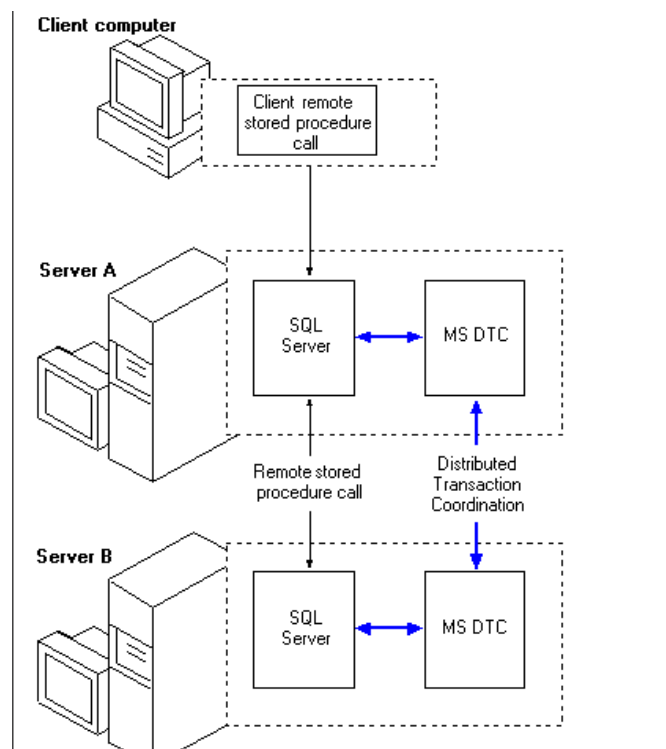 Client computer
Client remote
stored procedure
call
Server A
SQL
Server
MS DTC
Remote stored
procedure call
Distributed
Transaction
Coordination
Server B
SQL
Server
MS DTC